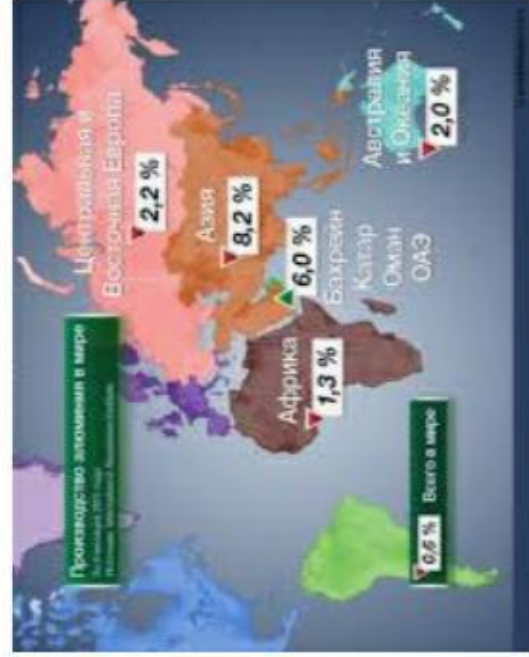 Производство алюминия в мире
Центральная и
Восточная Европа
2,2 %
Азия
8,2 %
6,0 %
Бахрейн
Катар
Оман
ОАЭ
Африка
1,3 %
Австралия
и Океания
2,0 %
0,6 % Всего в мире